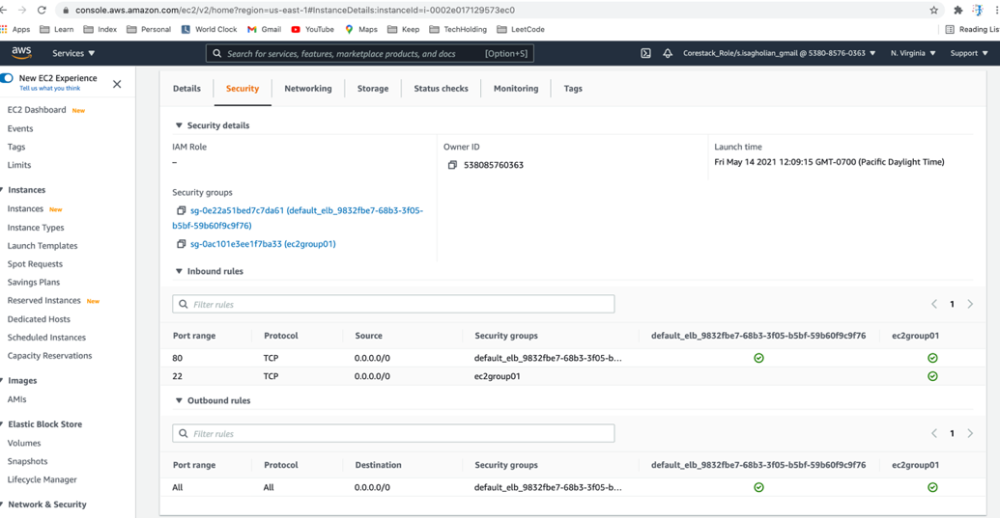 console.aws.amazon.com/ec2/v2/home?region=us-east-1#InstanceDetails:instanceId=i-0002e017129573ec0
Apps Learn Index Personal World Clock Gmail YouTube Maps Keep TechHolding LeetCode Reading Lis
aws Services Search for services, features, marketplace products, and docs [Option+S] Corestack_Role/s.isagholian_gmail @ 5380-8576-0363 N. Virginia Support
New EC2 Experience
Tell us what you think
EC2 Dashboard New
Events
Tags
Limits
Instances
Instances New
Instance Types
Launch Templates
Spot Requests
Savings Plans
Reserved Instances New
Dedicated Hosts
Scheduled Instances
Capacity Reservations
Images
AMIs
Elastic Block Store
Volumes
Snapshots
Lifecycle Manager
Network & Security
Details Security Networking Storage Status checks Monitoring Tags
Security details
IAM Role
–
Owner ID
538085760363
Launch time
Fri May 14 2021 12:09:15 GMT-0700 (Pacific Daylight Time)
Security groups
sg-0e22a51bed7c7da61 (default_elb_9832fbe7-68b3-3f05-
b5bf-59b60f9c9f76)
sg-0ac101e3ee1f7ba33 (ec2group01)
Inbound rules
Filter rules 1
Port range Protocol Source Security groups default_elb_9832fbe7-68b3-3f05-b5bf-59b60f9c9f76 ec2group01
80 TCP 0.0.0.0/0 default_elb_9832fbe7-68b3-3f05-b...
22 TCP 0.0.0.0/0 ec2group01
Outbound rules
Filter rules 1
Port range Protocol Destination Security groups default_elb_9832fbe7-68b3-3f05-b5bf-59b60f9c9f76 ec2group01
All All 0.0.0.0/0 default_elb_9832fbe7-68b3-3f05-b...